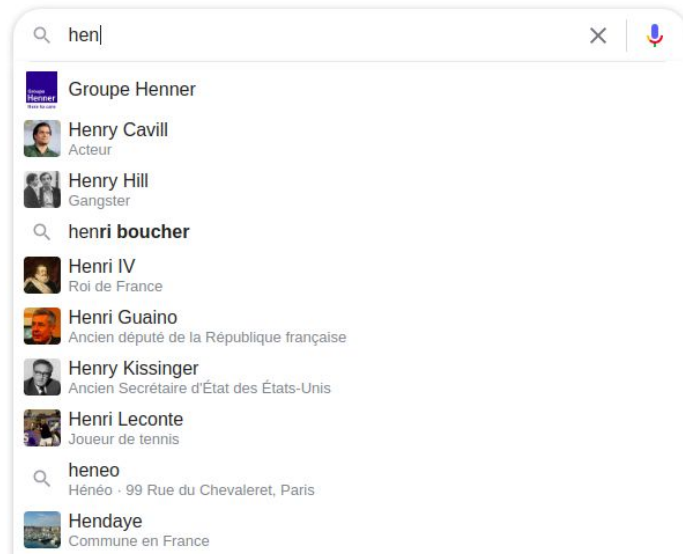 hen
Groupe Henner
Henry Cavill
Acteur
Henry Hill
Gangster
henri boucher
Henri IV
Roi de France
Henri Guaino
Ancien député de la République française
Henry Kissinger
Ancien Secrétaire d'État des États-Unis
Henri Leconte
Joueur de tennis
heneo
Hénéo · 99 Rue du Chevaleret, Paris
Hendaye
Commune en France